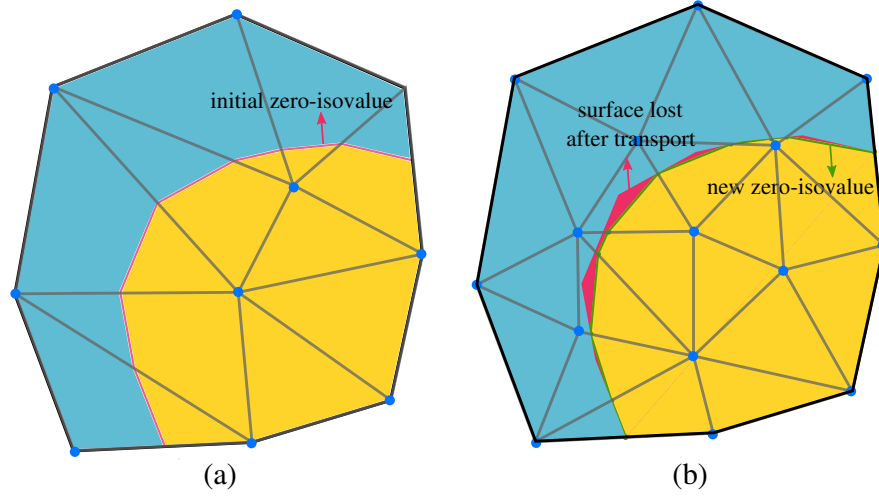 initial zero-isovalue
surface lost
after transport
new zero-isovalue
(a)
(b)